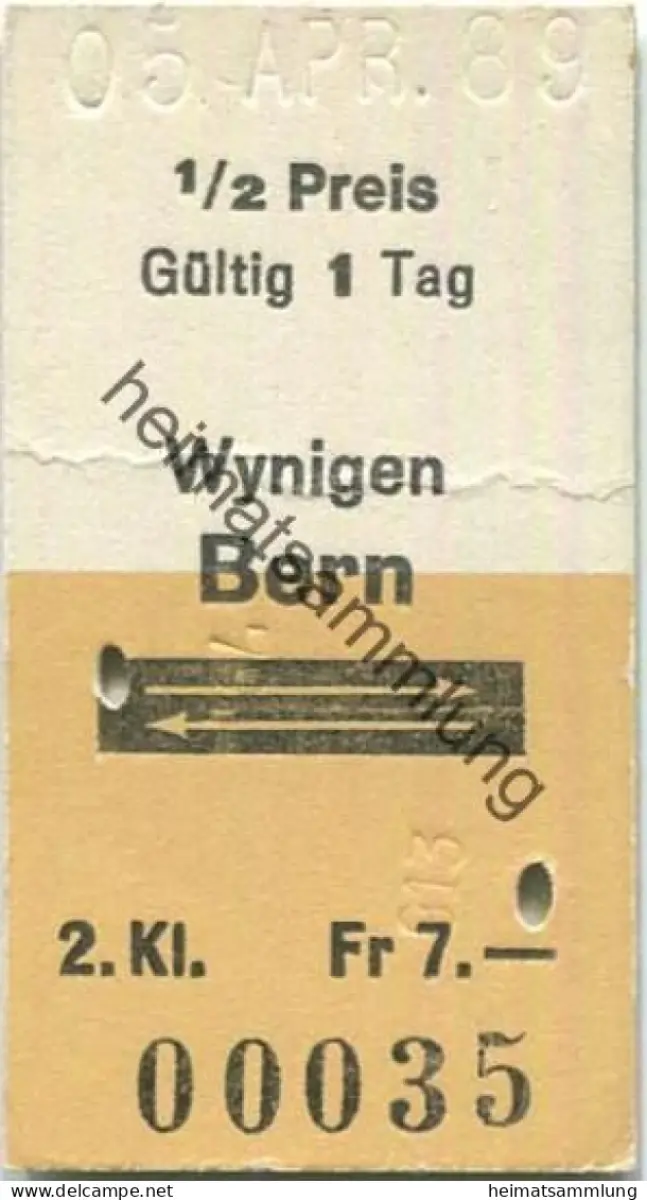 05. APR. 89
1/2 Preis
Gültig 1 Tag
Wynigen
Bern
heimatsammlung
013
2. Kl. Fr 7.—
00035
www.delcampe.net heimatsammlung